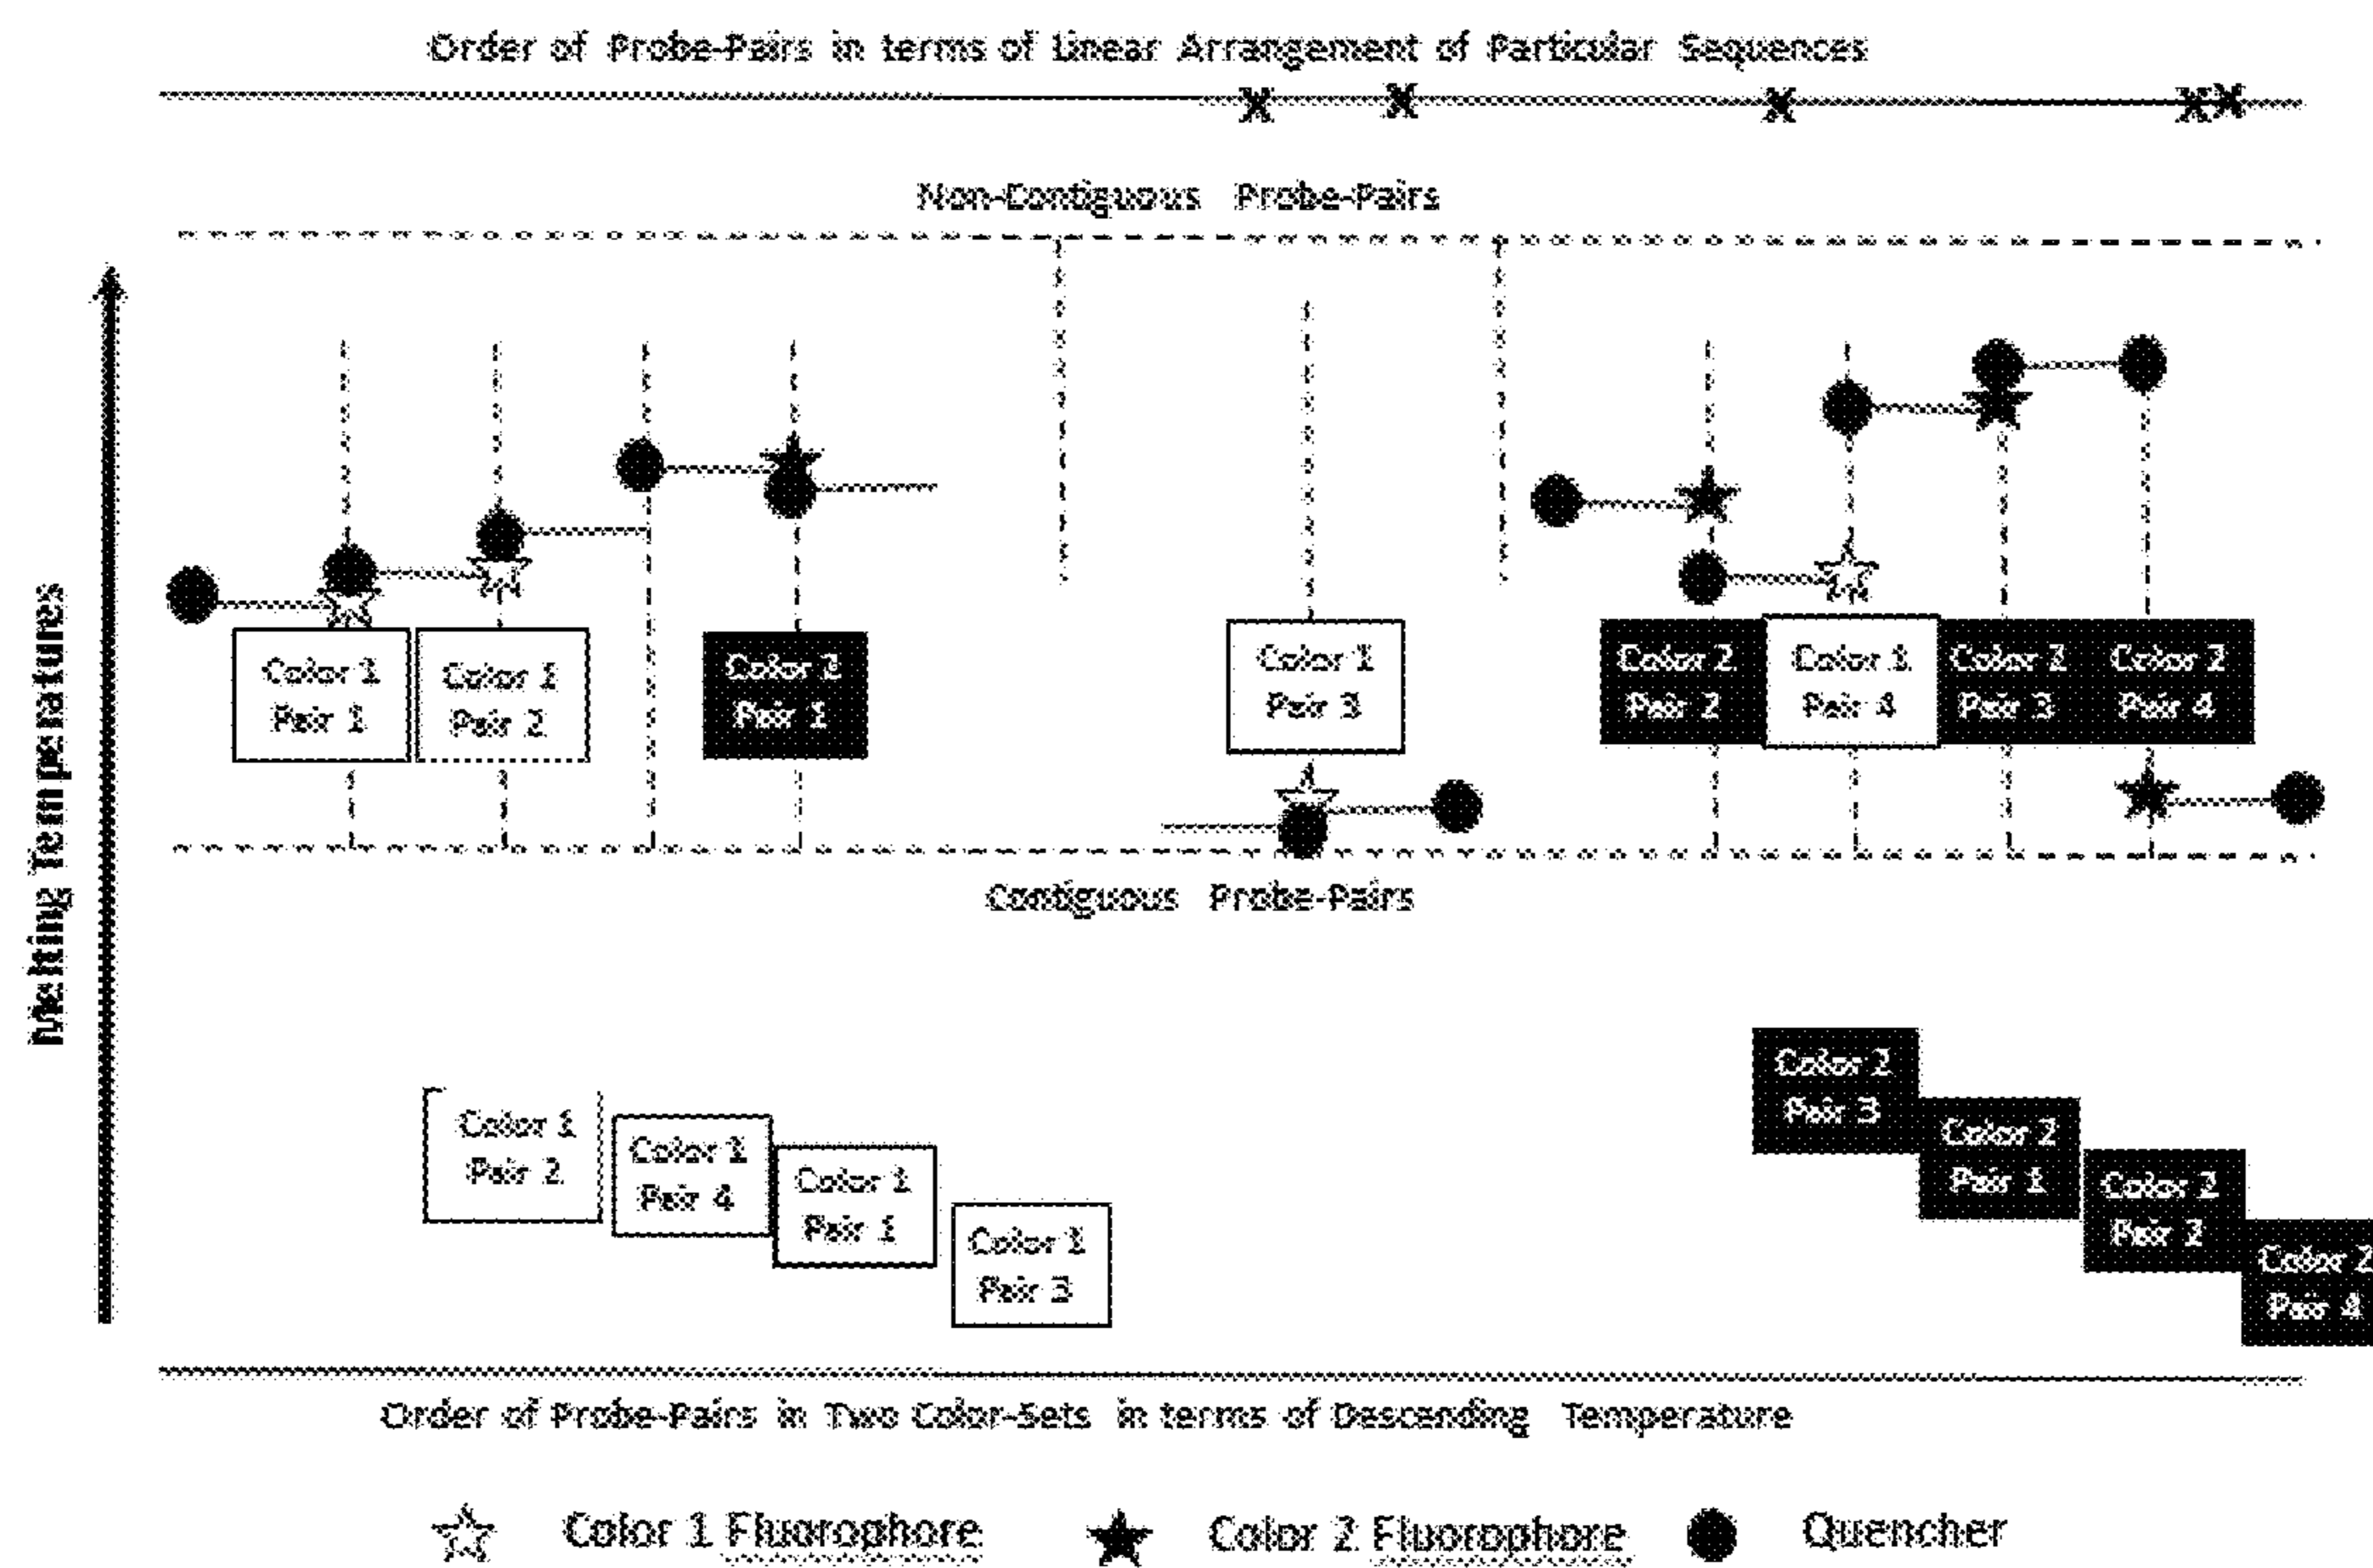 Order of Probe-Pairs in terms of Linear Arrangement of Particular Sequences
X X X X X
Non-Contiguous Probe-Pairs
Melting Temperatures
Color 1
Pair 1
Color 1
Pair 2
Color 2
Pair 1
Color 1
Pair 3
Color 2
Pair 2
Color 1
Pair 4
Color 2
Pair 3
Color 2
Pair 4
Contiguous Probe-Pairs
Color 1
Pair 2
Color 1
Pair 4
Color 1
Pair 1
Color 1
Pair 3
Color 2
Pair 3
Color 2
Pair 1
Color 2
Pair 2
Color 2
Pair 4
Order of Probe-Pairs in Two Color-Sets in terms of Descending Temperature
Color 1 Fluorophore
Color 2 Fluorophore
Quencher